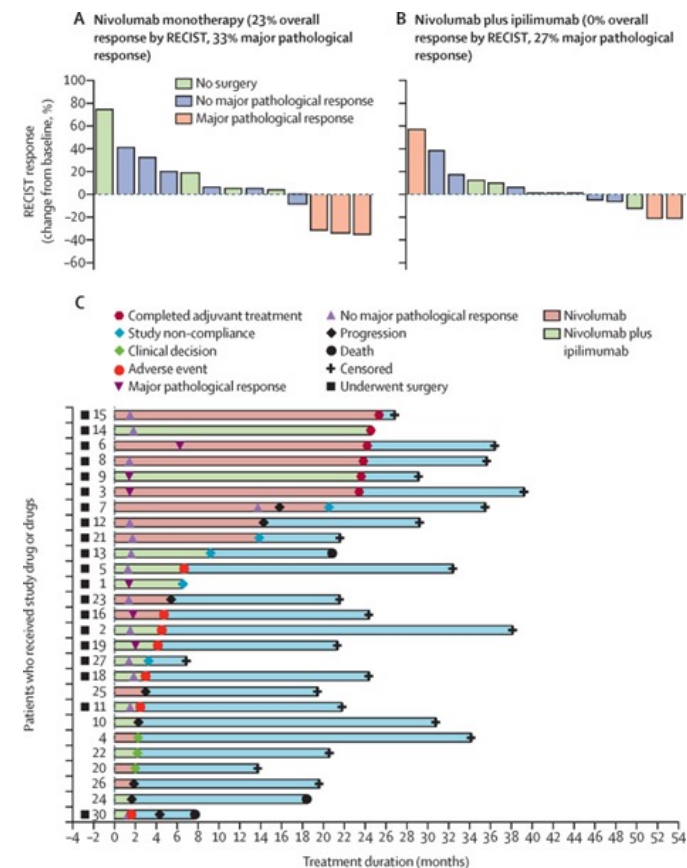 A Nivolumab monotherapy (23% overall
response by RECIST, 33% major pathological
response)
B Nivolumab plus ipilimumab (0% overall
response by RECIST, 27% major pathological
response)
No surgery
No major pathological response
Major pathological response
RECIST response
(change from baseline, %)
100
80
60
40
20
0
−20
−40
−60
C
Completed adjuvant treatment
Study non-compliance
Clinical decision
Adverse event
Major pathological response
No major pathological response
Progression
Death
Censored
Underwent surgery
Nivolumab
Nivolumab plus
ipilimumab
Patients who received study drug or drugs
15
14
6
8
9
3
7
12
21
13
5
1
23
16
2
19
27
18
25
11
10
4
22
20
26
24
30
−4 −2 0 2 4 6 8 10 12 14 16 18 20 22 24 26 28 30 32 34 36 38 40 42 44 46 48 50 52 54
Treatment duration (months)